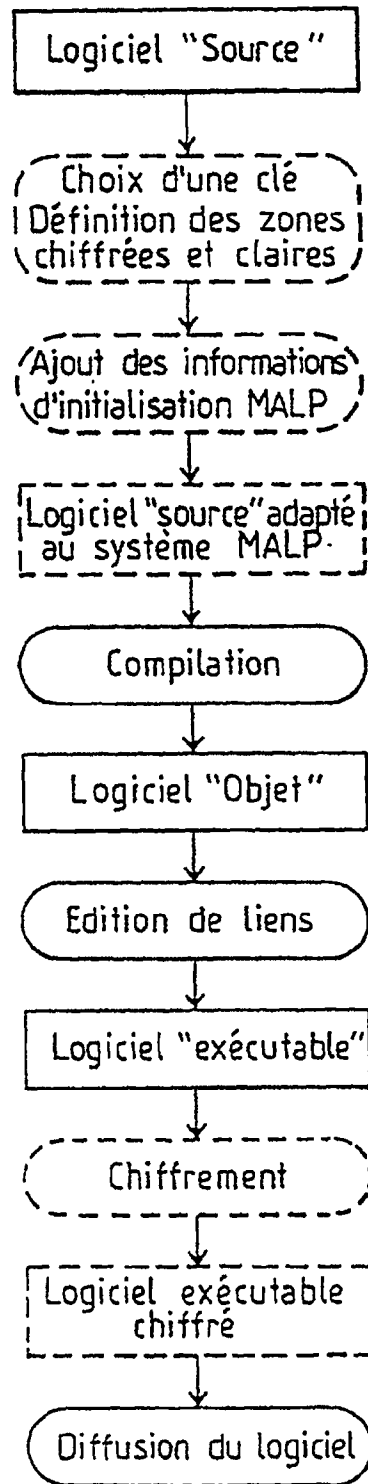 Logiciel "Source"
Choix d'une clé
Définition des zones
chiffrées et claires
Ajout des informations
d'initialisation MALP
Logiciel "source" adapté
au système MALP.
Compilation
Logiciel "Objet"
Edition de liens
Logiciel "exécutable"
Chiffrement
Logiciel exécutable
chiffré
Diffusion du logiciel